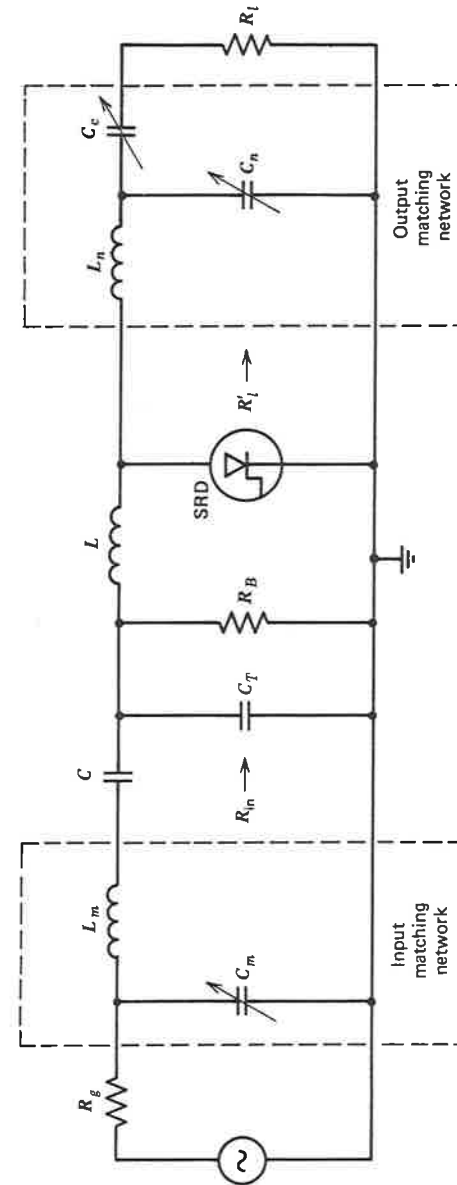 R_g
C_m
L_m
Input
matching
network
C
R_in
C_T
R_B
L
SRD
R'_l
L_n
C_n
C_c
Output
matching
network
R_l